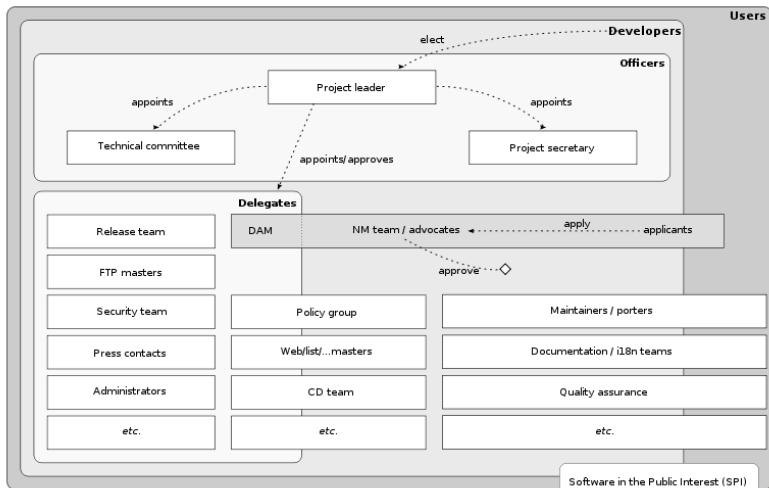 Users
Developers
elect
Officers
Project leader
appoints
appoints
Technical committee
Project secretary
appoints/approves
Delegates
Release team
DAM
NM team / advocates
apply
applicants
approve
FTP masters
Security team
Policy group
Maintainers / porters
Press contacts
Web/list/...masters
Documentation / i18n teams
Administrators
CD team
Quality assurance
etc.
etc.
etc.
Software in the Public Interest (SPI)